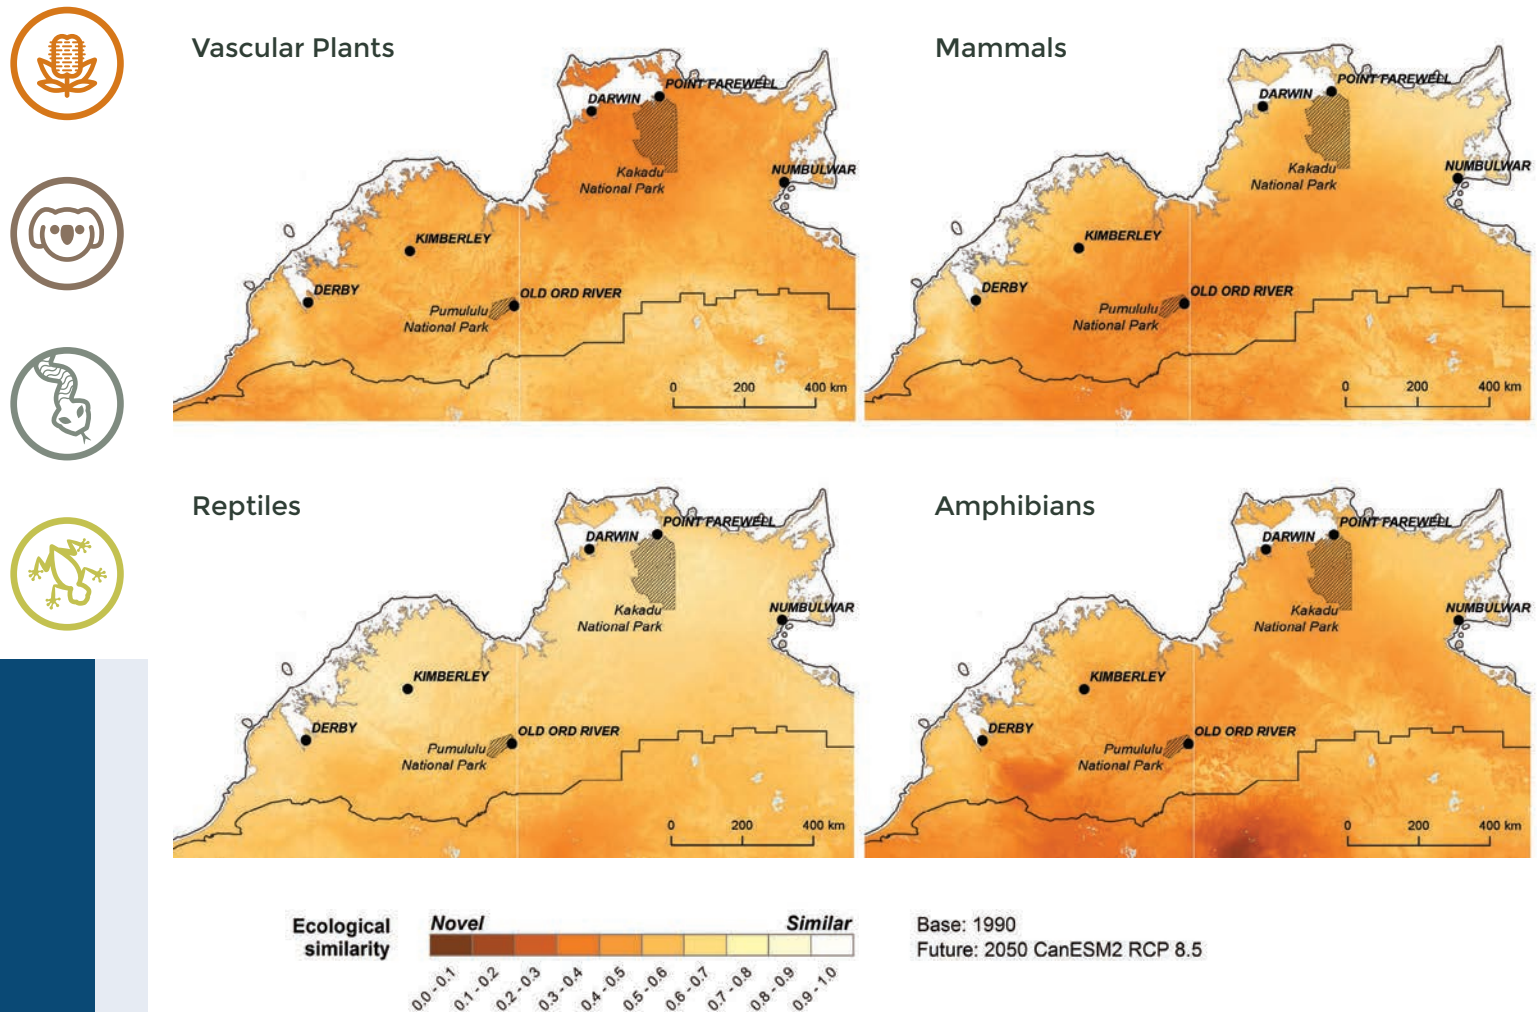 Vascular Plants
POINT FAREWELL
DARWIN
Kakadu
National Park
NUMBULWAR
KIMBERLEY
DERBY
OLD ORD RIVER
Pumululu
National Park
0 200 400 km
Mammals
POINT FAREWELL
DARWIN
Kakadu
National Park
NUMBULWAR
KIMBERLEY
DERBY
OLD ORD RIVER
Pumululu
National Park
0 200 400 km
Reptiles
POINT FAREWELL
DARWIN
Kakadu
National Park
NUMBULWAR
KIMBERLEY
DERBY
OLD ORD RIVER
Pumululu
National Park
0 200 400 km
Amphibians
POINT FAREWELL
DARWIN
Kakadu
National Park
NUMBULWAR
KIMBERLEY
DERBY
OLD ORD RIVER
Pumululu
National Park
0 200 400 km
Ecological
similarity
Novel Similar
0.0 - 0.1
0.1 - 0.2
0.2 - 0.3
0.3 - 0.4
0.4 - 0.5
0.5 - 0.6
0.6 - 0.7
0.7 - 0.8
0.8 - 0.9
0.9 - 1.0
Base: 1990
Future: 2050 CanESM2 RCP 8.5